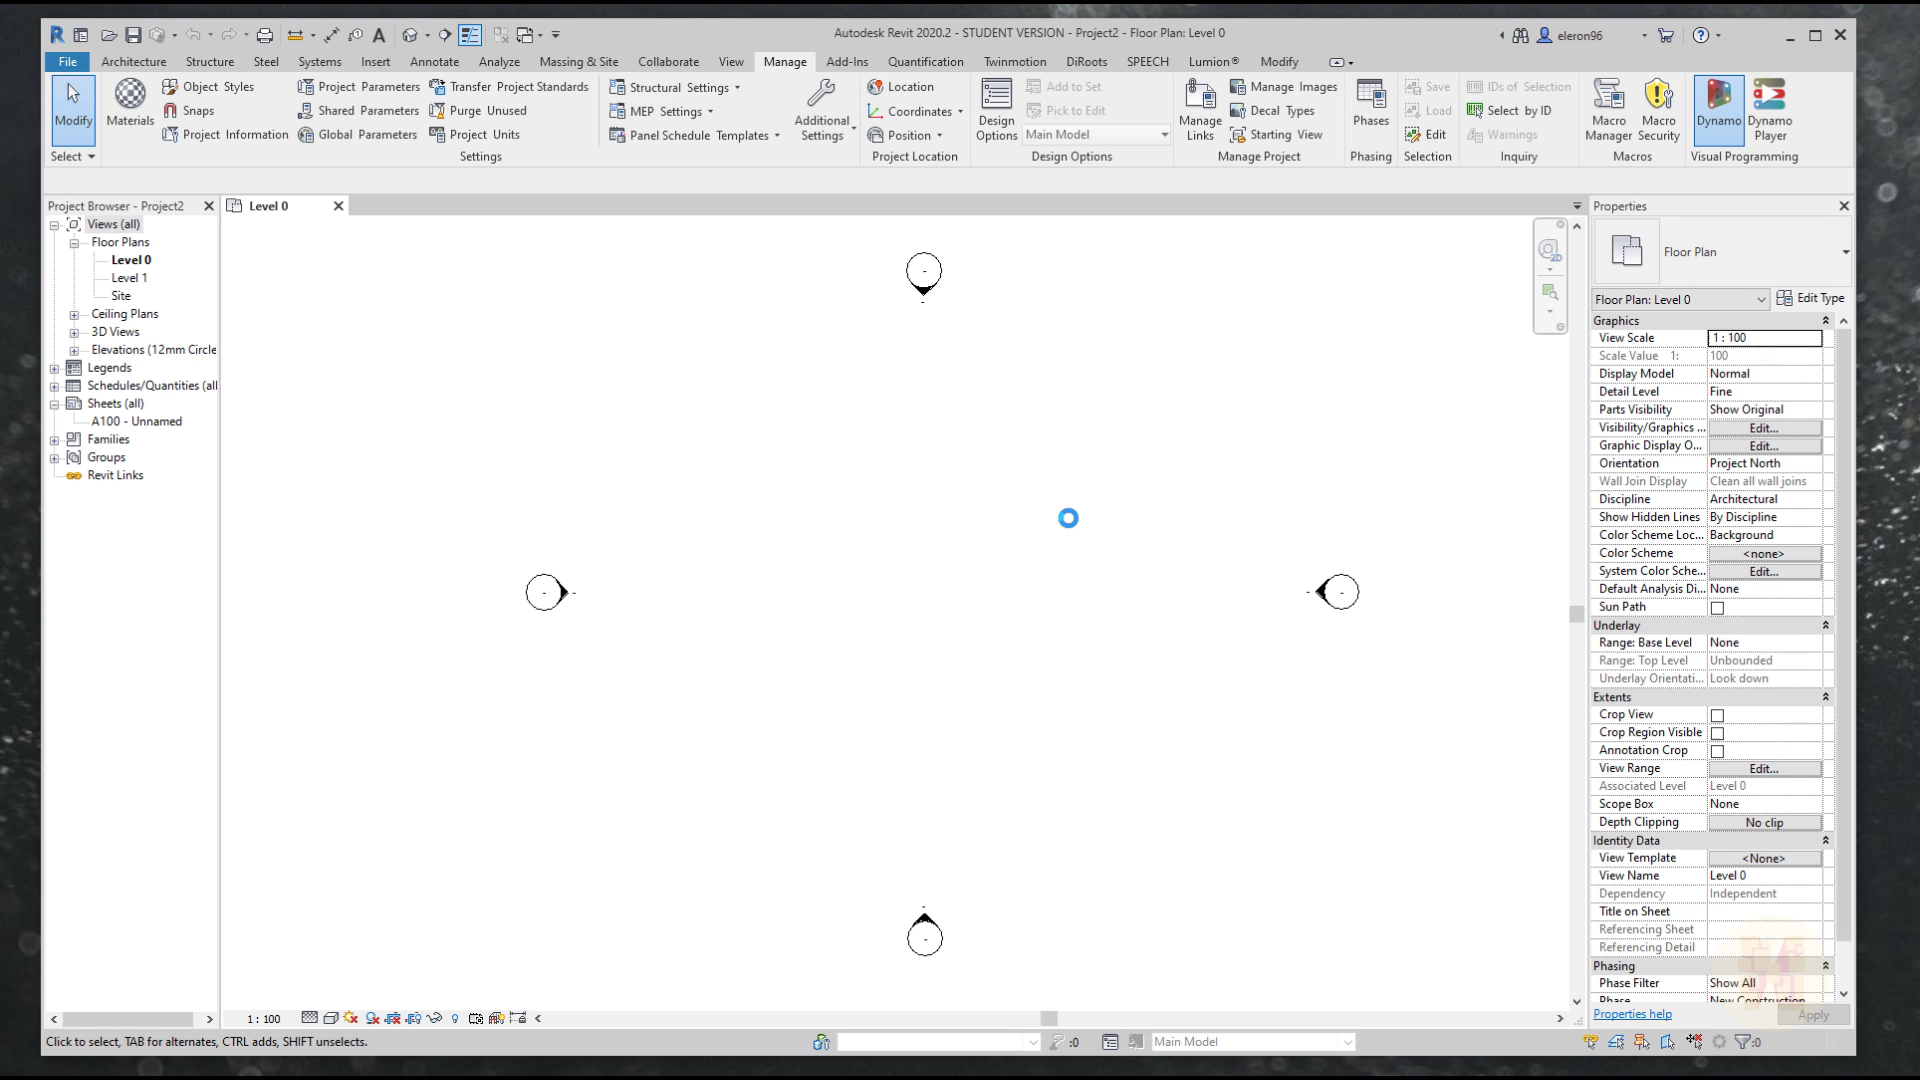 Autodesk Revit 2020.2 - STUDENT VERSION - Project2 - Floor Plan: Level 0
eleron96
File
Architecture
Structure
Steel
Systems
Insert
Annotate
Analyze
Massing & Site
Collaborate
View
Manage
Add-Ins
Quantification
Twinmotion
DiRoots
SPEECH
Lumion®
Modify
Modify
Select
Materials
Object Styles
Snaps
Project Information
Project Parameters
Shared Parameters
Global Parameters
Transfer Project Standards
Purge Unused
Project Units
Settings
Structural Settings
MEP Settings
Panel Schedule Templates
Additional
Settings
Location
Coordinates
Position
Project Location
Design
Options
Add to Set
Pick to Edit
Main Model
Design Options
Manage
Links
Manage Images
Decal Types
Starting View
Manage Project
Phases
Phasing
Save
Load
Edit
Selection
IDs of Selection
Select by ID
Warnings
Inquiry
Macro
Manager
Macro
Security
Macros
Dynamo
Dynamo
Player
Visual Programming
Project Browser - Project2
Views (all)
Floor Plans
Level 0
Level 1
Site
Ceiling Plans
3D Views
Elevations (12mm Circle
Legends
Schedules/Quantities (all
Sheets (all)
A100 - Unnamed
Families
Groups
Revit Links
Level 0
2D
Properties
Floor Plan
Floor Plan: Level 0
Edit Type
Graphics
View Scale 1 : 100
Scale Value 1: 100
Display Model Normal
Detail Level Fine
Parts Visibility Show Original
Visibility/Graphics ... Edit...
Graphic Display O... Edit...
Orientation Project North
Wall Join Display Clean all wall joins
Discipline Architectural
Show Hidden Lines By Discipline
Color Scheme Loc... Background
Color Scheme <none>
System Color Sche... Edit...
Default Analysis Di... None
Sun Path
Underlay
Range: Base Level None
Range: Top Level Unbounded
Underlay Orientati... Look down
Extents
Crop View
Crop Region Visible
Annotation Crop
View Range Edit...
Associated Level Level 0
Scope Box None
Depth Clipping No clip
Identity Data
View Template <None>
View Name Level 0
Dependency Independent
Title on Sheet
Referencing Sheet
Referencing Detail
Phasing
Phase Filter Show All
Phase New Construction
Properties help
Apply
1 : 100
Click to select, TAB for alternates, CTRL adds, SHIFT unselects.
:0
Main Model
:0